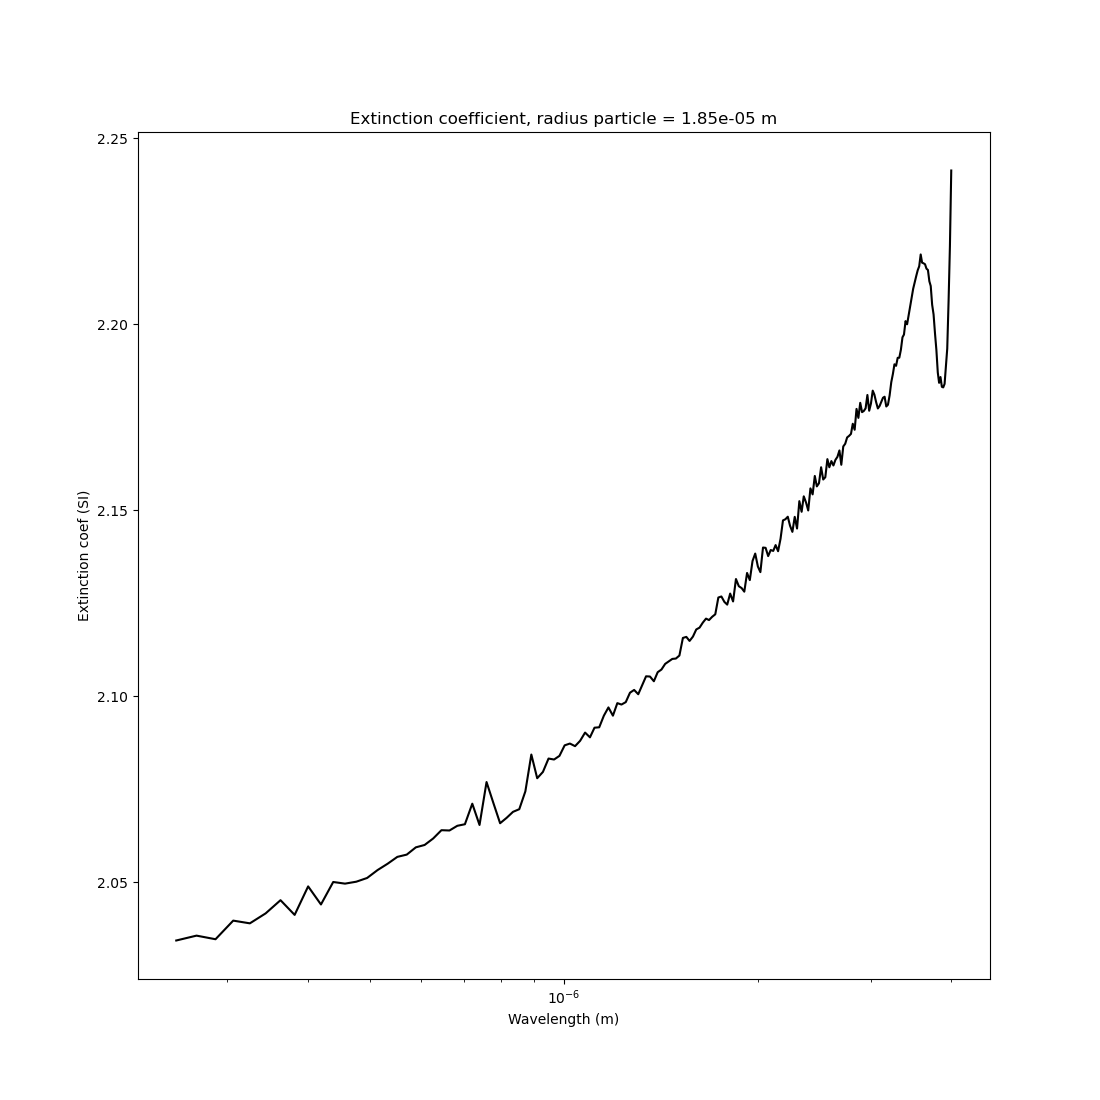 Extinction coefficient, radius particle = 1.85e-05 m
2.25
2.20
2.15
2.10
2.05
Extinction coef (SI)
10⁻⁶
Wavelength (m)